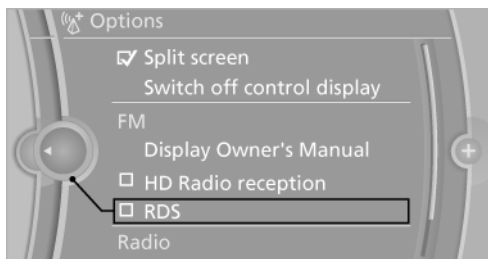 Options
Split screen
Switch off control display
FM
Display Owner's Manual
HD Radio reception
RDS
Radio